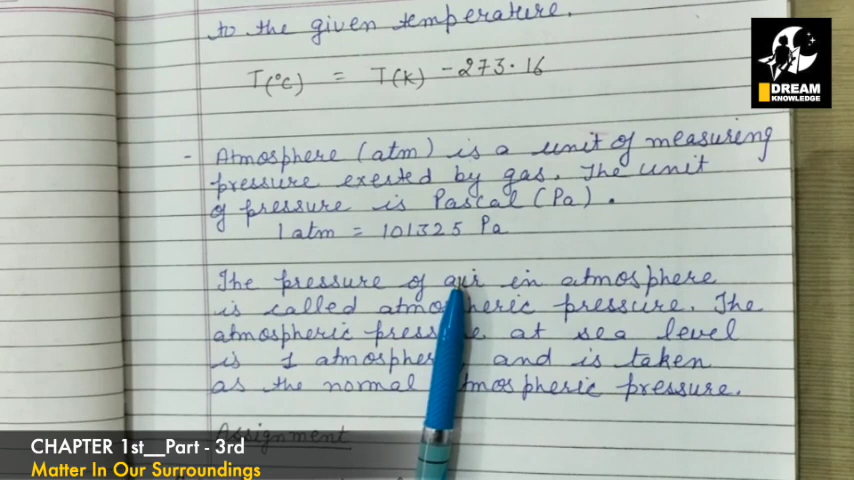 to the given temperature.
DREAM
KNOWLEDGE
T(°C) = T(K) - 273.16
- Atmosphere (atm) is a unit of measuring
pressure exerted by gas. The unit
of pressure is Pascal (Pa).
1 atm = 101325 Pa
The pressure of air in atmosphere
is called atmospheric pressure. The
atmospheric pressure at sea level
is 1 atmosphere and is taken
as the normal atmospheric pressure.
Assignment
CHAPTER 1st__Part - 3rd
Matter In Our Surroundings